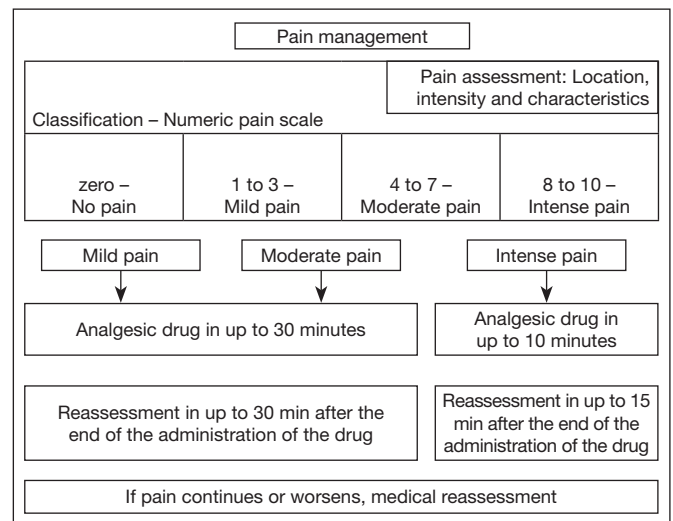 Pain management
Pain assessment: Location,
intensity and characteristics
Classification – Numeric pain scale
zero –
No pain
1 to 3 –
Mild pain
4 to 7 –
Moderate pain
8 to 10 –
Intense pain
Mild pain
Moderate pain
Intense pain
Analgesic drug in up to 30 minutes
Analgesic drug in
up to 10 minutes
Reassessment in up to 30 min after the
end of the administration of the drug
Reassessment in up to 15
min after the end of the
administration of the drug
If pain continues or worsens, medical reassessment